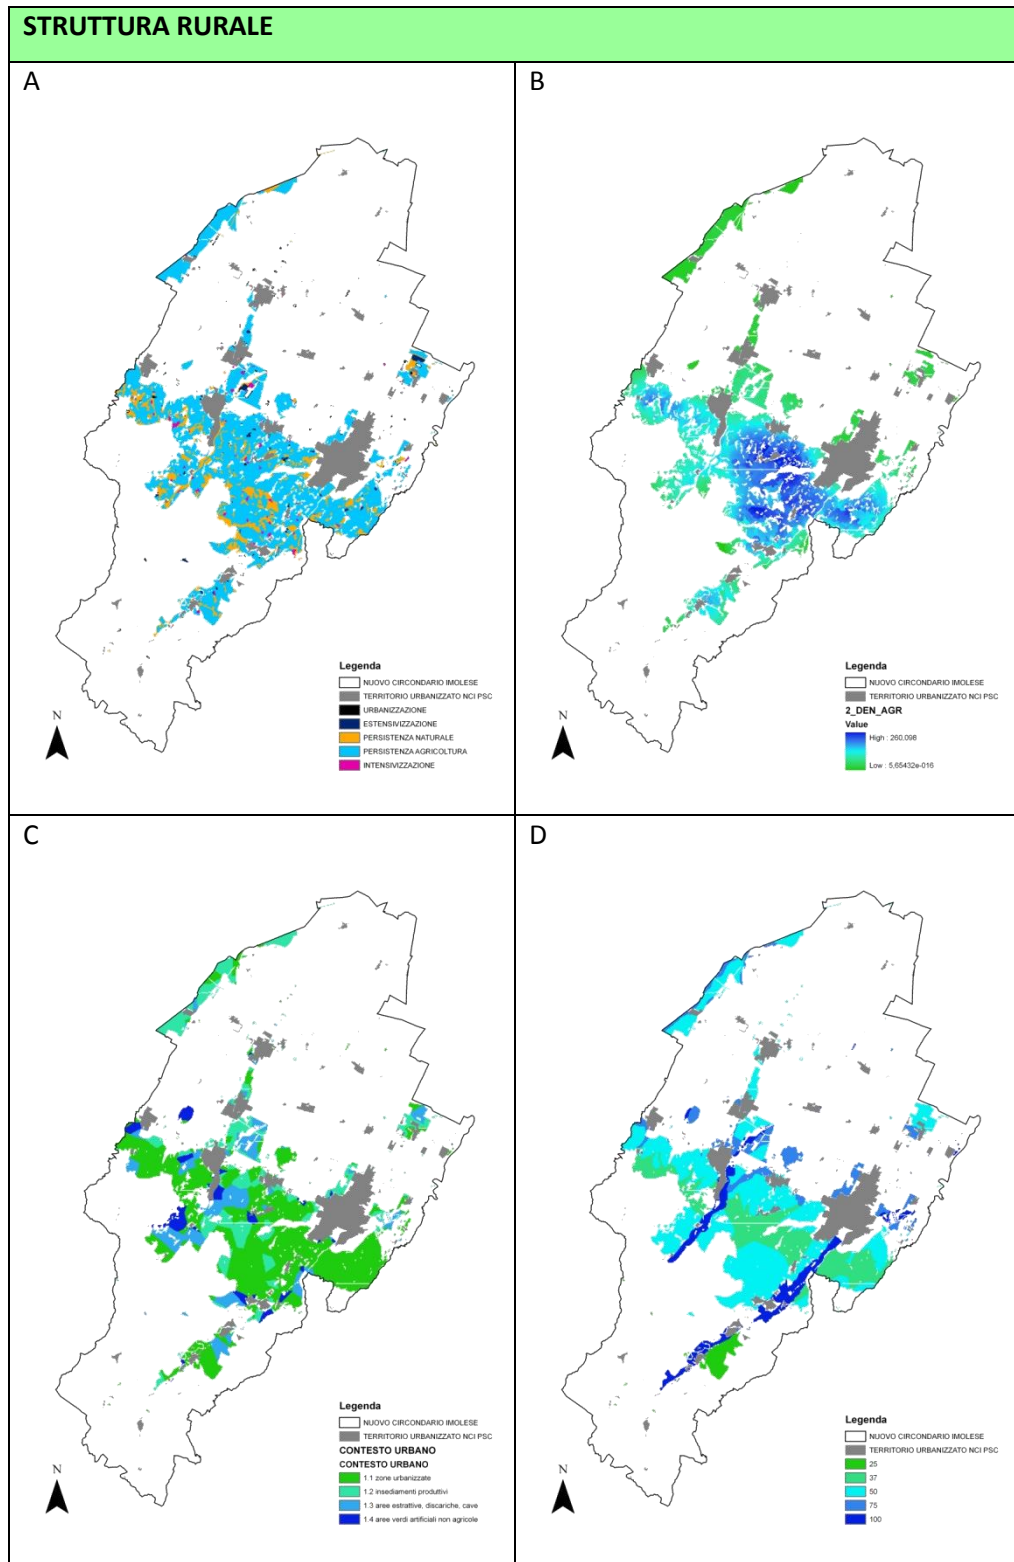 STRUTTURA RURALE
A
N
Legenda
NUOVO CIRCONDARIO IMOLESE
TERRITORIO URBANIZZATO NCI PSC
URBANIZZAZIONE
ESTENSIVIZZAZIONE
PERSISTENZA NATURALE
PERSISTENZA AGRICOLTURA
INTENSIVIZZAZIONE
B
N
Legenda
NUOVO CIRCONDARIO IMOLESE
TERRITORIO URBANIZZATO NCI PSC
2_DEN_AGR
Value
High : 260,098
Low : 5,65432e-016
C
N
Legenda
NUOVO CIRCONDARIO IMOLESE
TERRITORIO URBANIZZATO NCI PSC
CONTESTO URBANO
CONTESTO URBANO
1.1 zone urbanizzate
1.2 insediamenti produttivi
1.3 aree estrattive, discariche, cave
1.4 aree verdi artificiali non agricole
D
N
Legenda
NUOVO CIRCONDARIO IMOLESE
TERRITORIO URBANIZZATO NCI PSC
25
37
50
75
100